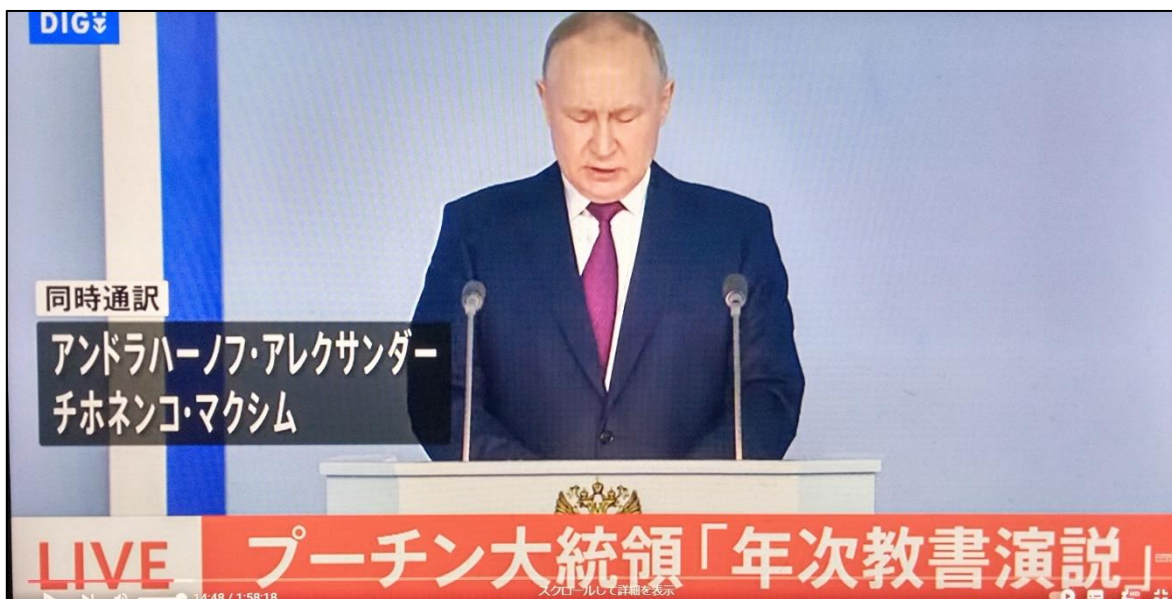 DIG
同時通訳
アンドラハーノフ・アレクサンダー
チホネンコ・マクシム
LIVE プーチン大統領「年次教書演説」
スクロールして詳細を表示
14:48 / 1:58:18